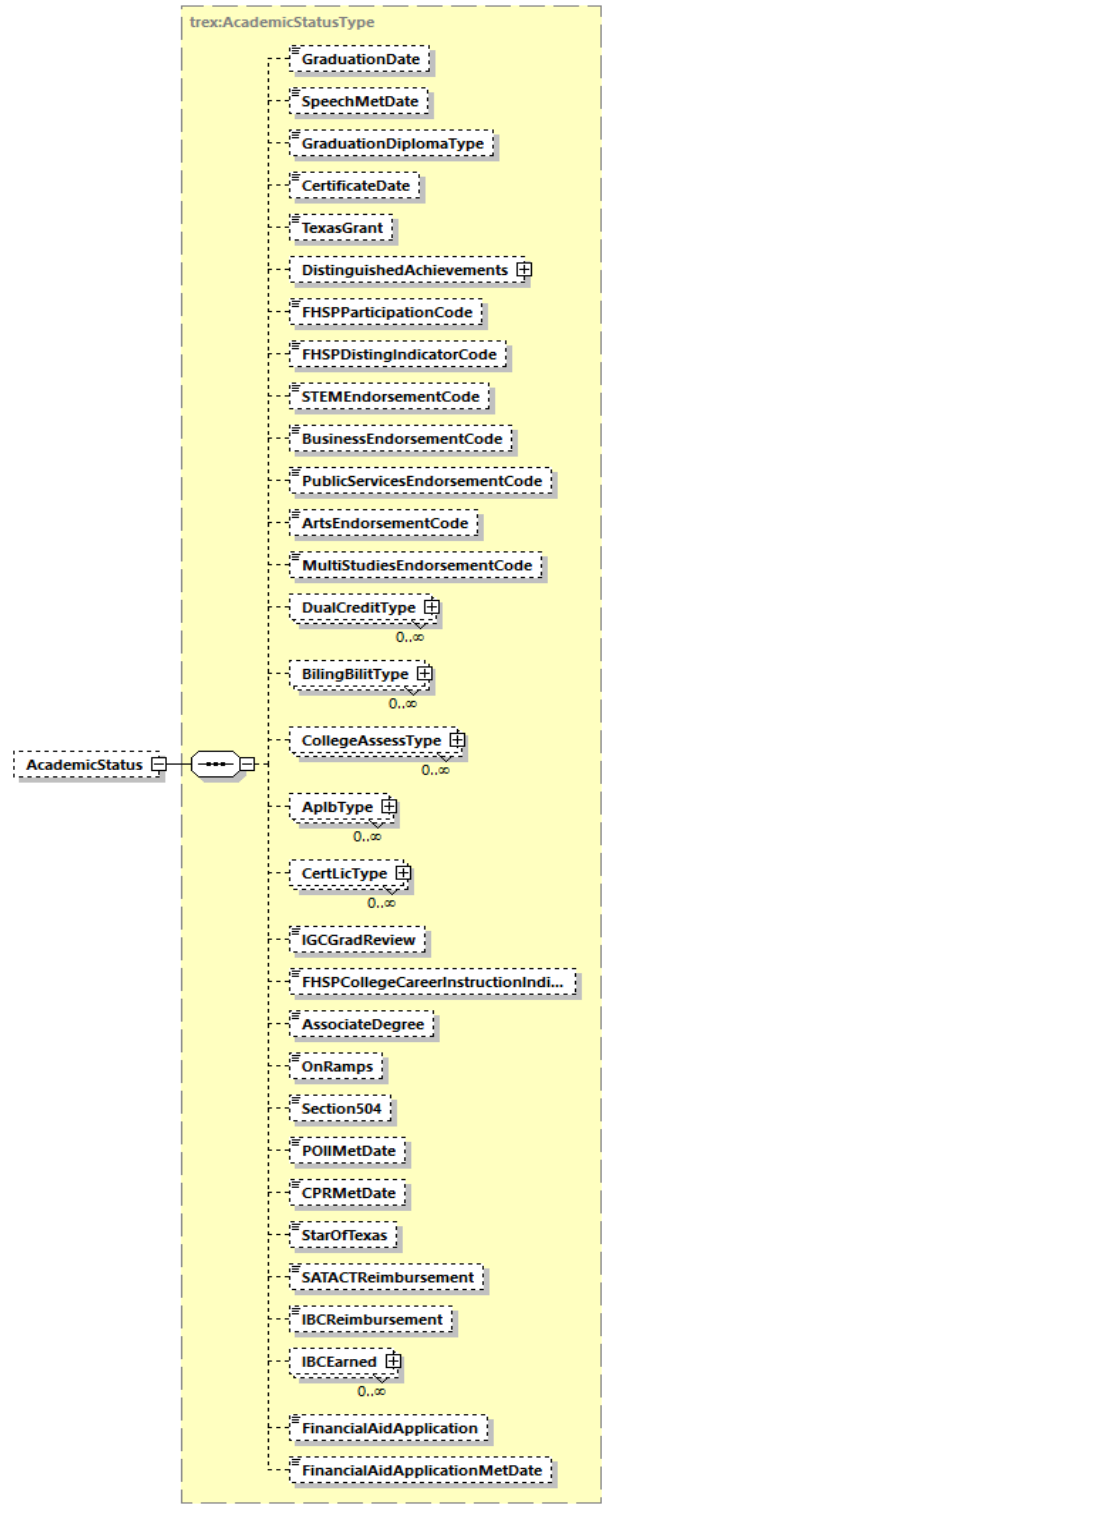 trex:AcademicStatusType
GraduationDate
SpeechMetDate
GraduationDiplomaType
CertificateDate
TexasGrant
DistinguishedAchievements
FHSPParticipationCode
FHSPDistingIndicatorCode
STEMEndorsementCode
BusinessEndorsementCode
PublicServicesEndorsementCode
ArtsEndorsementCode
MultiStudiesEndorsementCode
DualCreditType
0..∞
BilingBilitType
0..∞
CollegeAssessType
0..∞
AcademicStatus
ApIbType
0..∞
CertLicType
0..∞
IGCGradReview
FHSPCollegeCareerInstructionIndi...
AssociateDegree
OnRamps
Section504
POIIMetDate
CPRMetDate
StarOfTexas
SATACTReimbursement
IBCReimbursement
IBCEarned
0..∞
FinancialAidApplication
FinancialAidApplicationMetDate